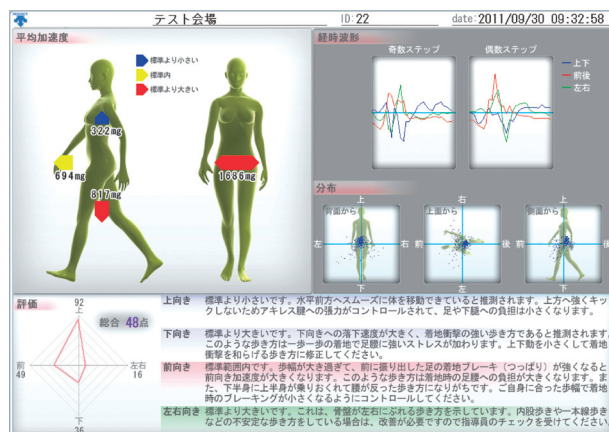 テスト会場
ID:22
date:2011/09/30 09:32:58
平均加速度
標準より小さい
標準内
標準より大きい
322mg
694mg
817mg
1686mg
経時波形
奇数ステップ
偶数ステップ
上下
前後
左右
分布
前面から
上
左
右
下
上面から
右
前
後
左
側面から
上
前
後
下
評価
92
上
総合 48点
前
49
左右
16
下
36
上向き 標準より小さいです。水平前方へスムーズに体を移動できていると推測されます。上方へ強くキッ
クしないためアキレス腱への張力がコントロールされて、足や下腿への負担は小さくなります。
下向き 標準より大きいです。下向きへの落下速度が大きく、着地衝撃の強い歩き方であると推測されます。
このような歩き方は一歩一歩の着地で足腰に強いストレスが加わります。上下動を小さくして着地
衝撃を和らげる歩き方に修正してください。
前向き 標準範囲内です。歩幅が大き過ぎて、前に振り出した足の着地ブレーキ（つっぱり）が強くなると
前向き加速度が大きくなります。このような歩き方は着地時の足腰への負担が大きくなります。ま
た、下半身に上半身が乗りおくれて腰が反った歩き方になりがちです。ご自身に合った歩幅で着地
時のブレーキングが小さくなるようにコントロールしてください。
左右向き 標準より大きいです。これは、骨盤が左右にぶれる歩き方を示しています。内股歩きや一本線歩き
などの不安定な歩き方をしている場合は、改善が必要ですので指導員のチェックを受けてください